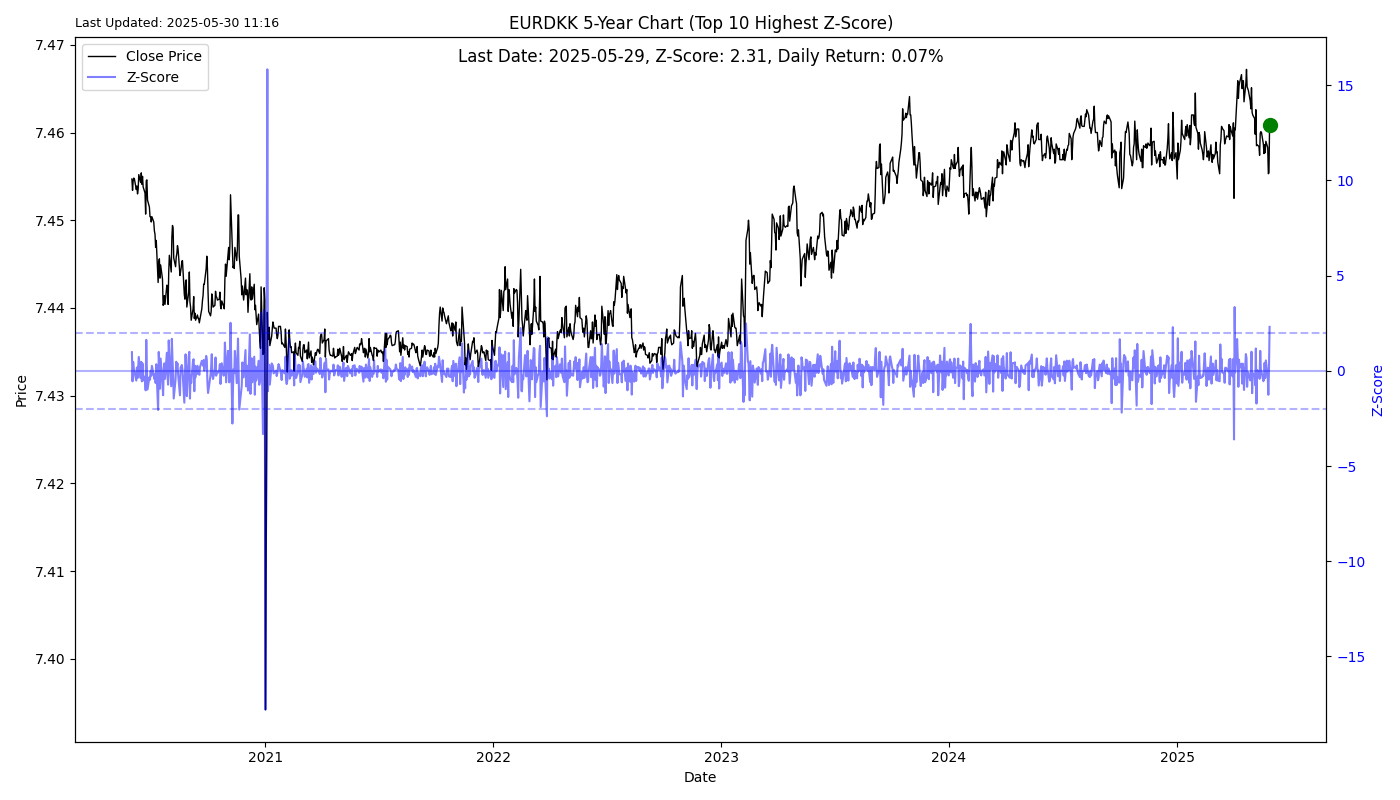 Last Updated: 2025-05-30 11:16
EURDKK 5-Year Chart (Top 10 Highest Z-Score)
Last Date: 2025-05-29, Z-Score: 2.31, Daily Return: 0.07%
Close Price
Z-Score
7.47
7.46
7.45
7.44
7.43
7.42
7.41
7.40
Price
15
10
5
0
−5
−10
−15
Z-Score
2021
2022
2023
2024
2025
Date